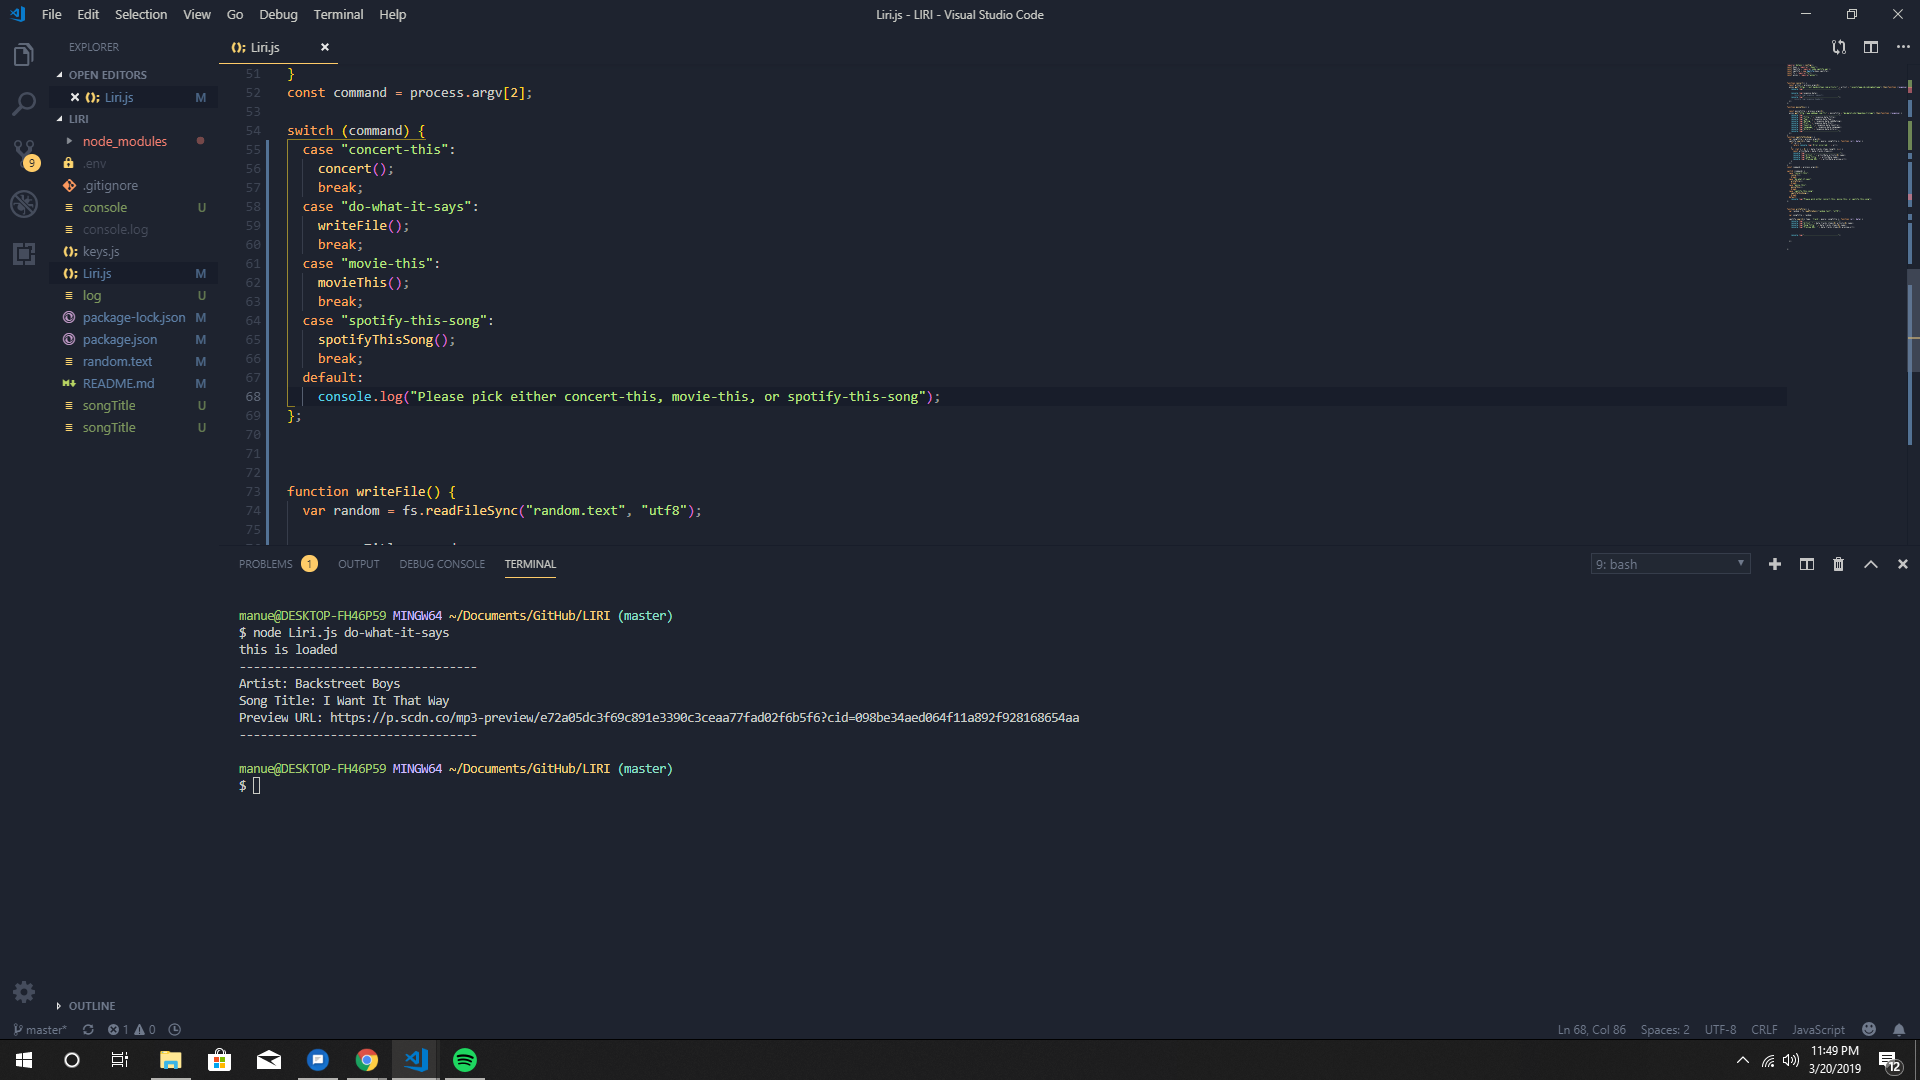 File Edit Selection View Go Debug Terminal Help
Liri.js - LIRI - Visual Studio Code
EXPLORER
OPEN EDITORS
Liri.js M
LIRI
node_modules
.env
.gitignore
console U
console.log
keys.js
Liri.js M
log U
package-lock.json M
package.json M
random.text M
README.md M
songTitle U
songTitle U
OUTLINE
9
Liri.js
51 }
52 const command = process.argv[2];
53
54 switch (command) {
55 case "concert-this":
56 concert();
57 break;
58 case "do-what-it-says":
59 writeFile();
60 break;
61 case "movie-this":
62 movieThis();
63 break;
64 case "spotify-this-song":
65 spotifyThisSong();
66 break;
67 default:
68 console.log("Please pick either concert-this, movie-this, or spotify-this-song");
69 };
70
71
72
73 function writeFile() {
74 var random = fs.readFileSync("random.text", "utf8");
75
PROBLEMS 1 OUTPUT DEBUG CONSOLE TERMINAL
9: bash
manue@DESKTOP-FH46P59 MINGW64 ~/Documents/GitHub/LIRI (master)
$ node Liri.js do-what-it-says
this is loaded
----------------------------------
Artist: Backstreet Boys
Song Title: I Want It That Way
Preview URL: https://p.scdn.co/mp3-preview/e72a05dc3f69c891e3390c3ceaa77fad02f6b5f6?cid=098be34aed064f11a892f928168654aa
----------------------------------
manue@DESKTOP-FH46P59 MINGW64 ~/Documents/GitHub/LIRI (master)
$
master* 1 0
Ln 68, Col 86 Spaces: 2 UTF-8 CRLF JavaScript
11:49 PM
3/20/2019
12